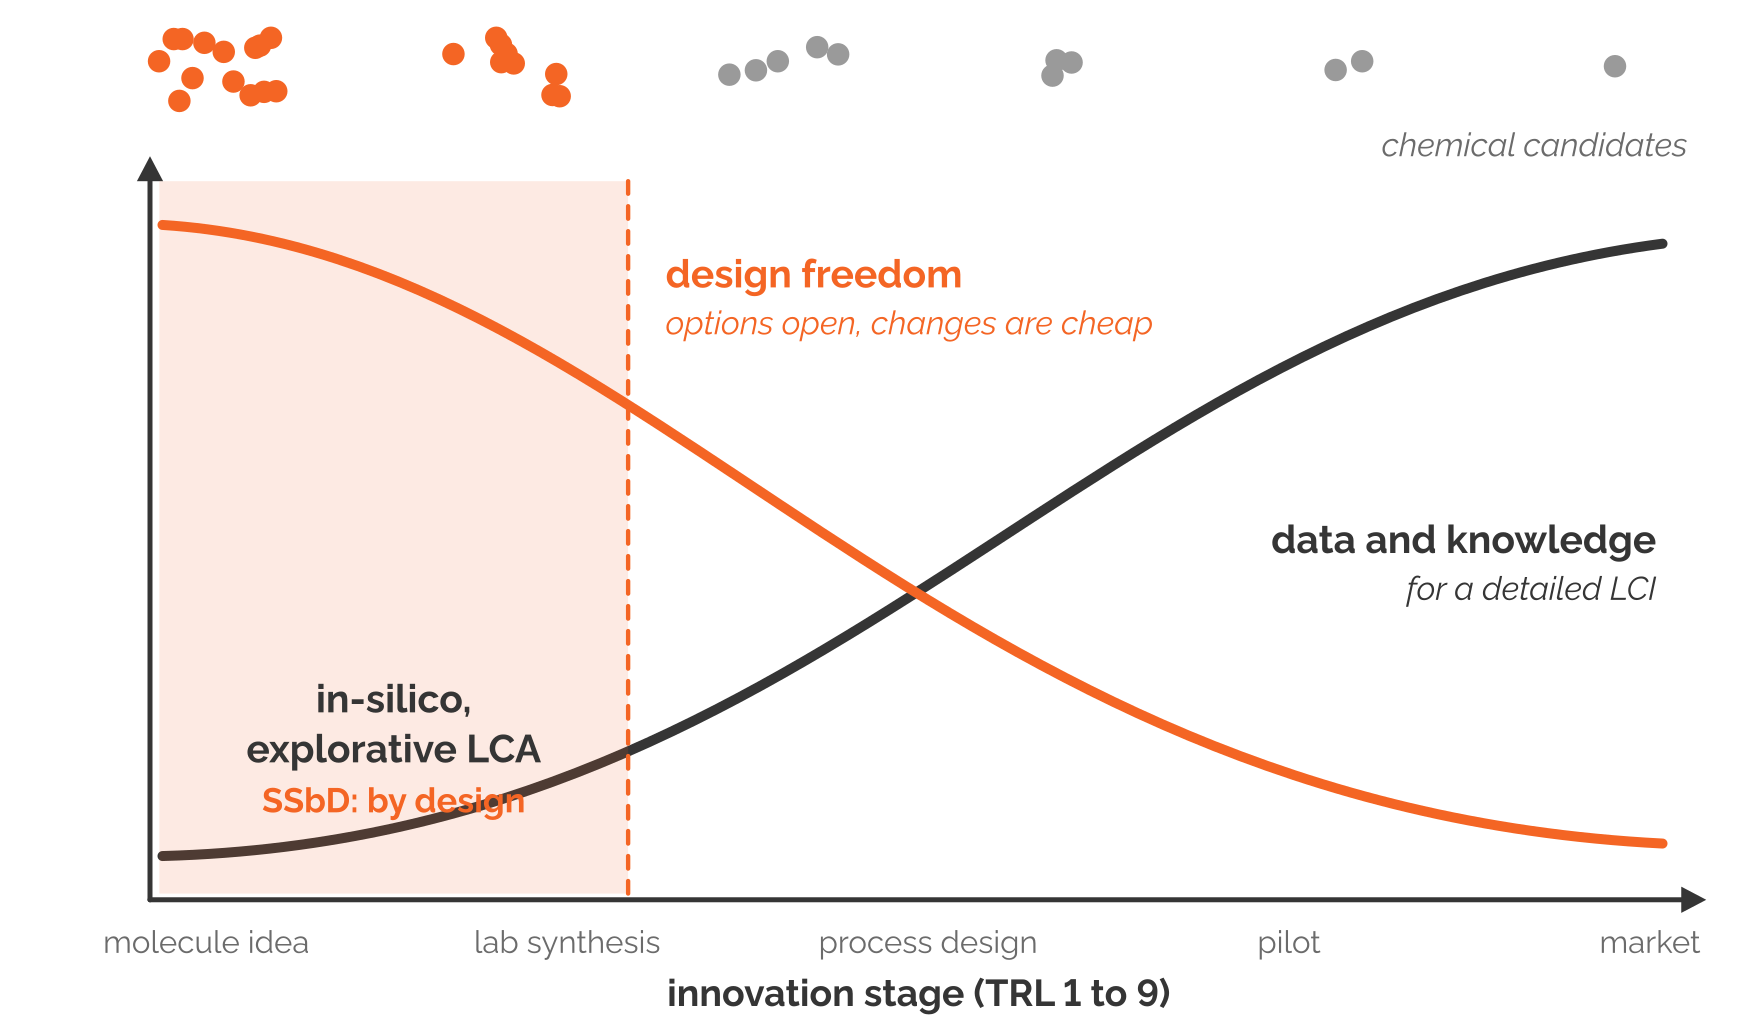 chemical candidates
design freedom
options open, changes are cheap
data and knowledge
for a detailed LCI
in-silico,
explorative LCA
SSbD: by design
molecule idea
lab synthesis
process design
pilot
market
innovation stage (TRL 1 to 9)